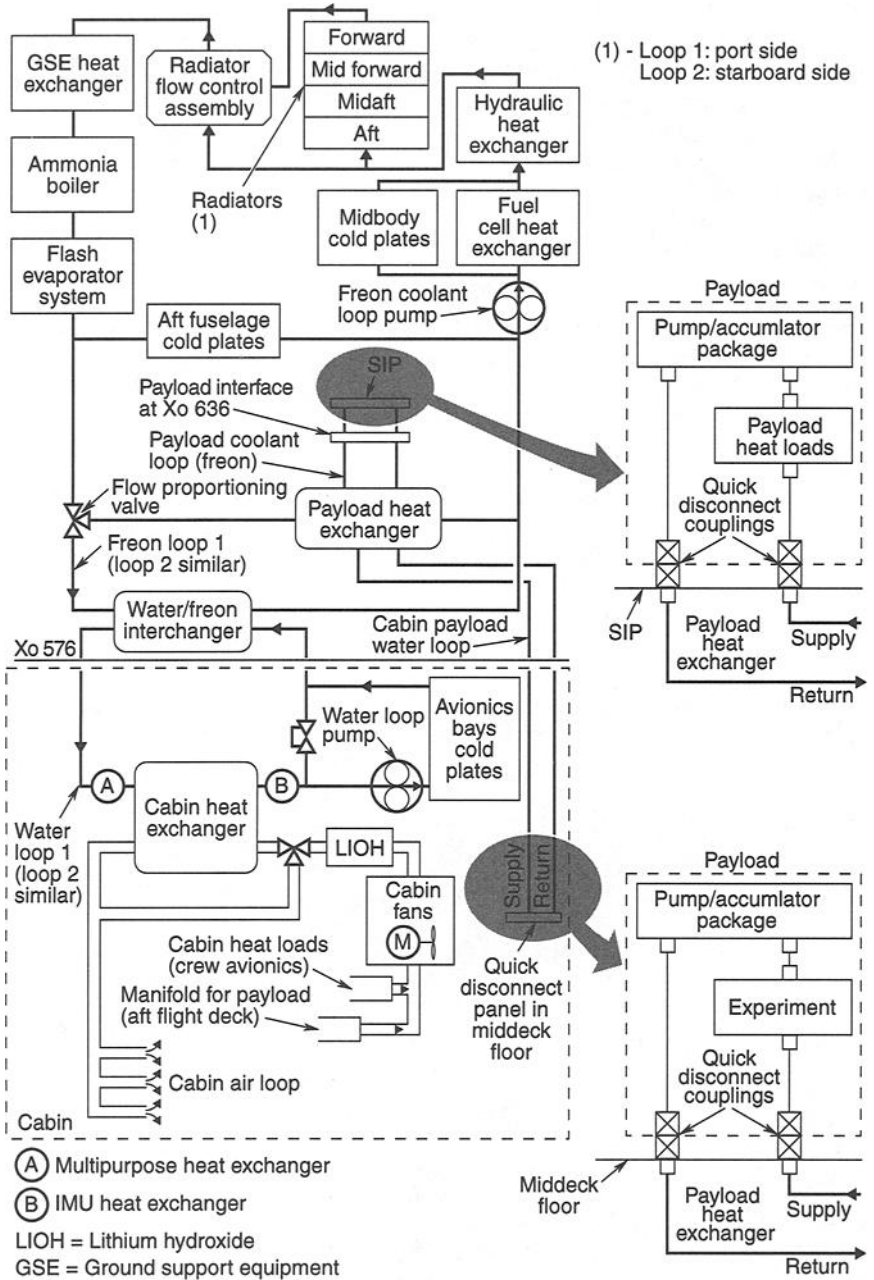 GSE heat
exchanger
Radiator
flow control
assembly
Forward
Mid forward
Midaft
Aft
(1) - Loop 1: port side
Loop 2: starboard side
Hydraulic
heat
exchanger
Ammonia
boiler
Radiators
(1)
Midbody
cold plates
Fuel
cell heat
exchanger
Flash
evaporator
system
Freon coolant
loop pump
Aft fuselage
cold plates
SIP
Payload interface
at Xo 636
Payload coolant
loop (freon)
Flow proportioning
valve
Payload heat
exchanger
Freon loop 1
(loop 2 similar)
Water/freon
interchanger
Cabin payload
water loop
Xo 576
Payload
Pump/accumlator
package
Payload
heat loads
Quick
disconnect
couplings
SIP
Payload
heat
exchanger
Supply
Return
Water loop
pump
Avionics
bays
cold
plates
A
Cabin heat
exchanger
B
Water
loop 1
(loop 2
similar)
LIOH
Cabin
fans
M
Supply
Return
Cabin heat loads
(crew avionics)
Manifold for payload
(aft flight deck)
Quick
disconnect
panel in
middeck
floor
Cabin air loop
Cabin
Payload
Pump/accumlator
package
Experiment
Quick
disconnect
couplings
Middeck
floor
Payload
heat
exchanger
Supply
Return
A Multipurpose heat exchanger
B IMU heat exchanger
LIOH = Lithium hydroxide
GSE = Ground support equipment